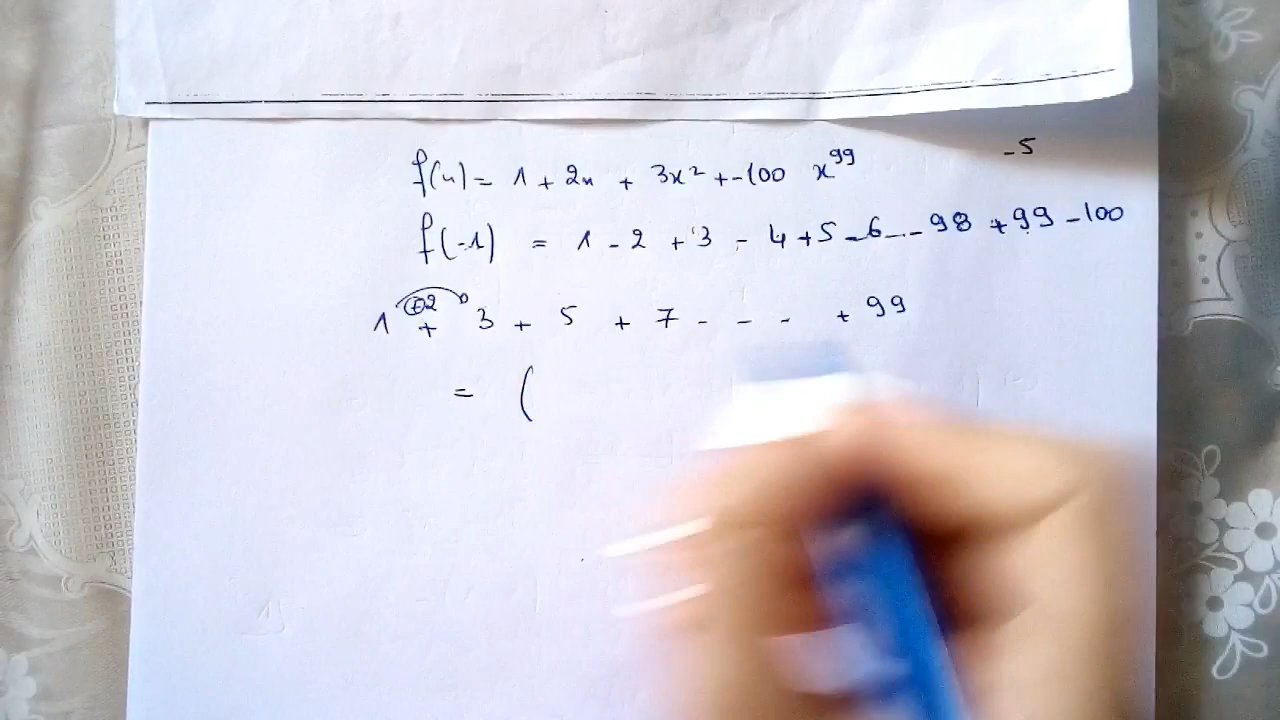 -5
f(x) = 1 + 2x + 3x² + --100 x⁹⁹
f(-1) = 1 - 2 + 3 - 4 + 5 - 6 --- 98 + 99 - 100
+2
1 + 3 + 5 + 7 - - - + 99
= (